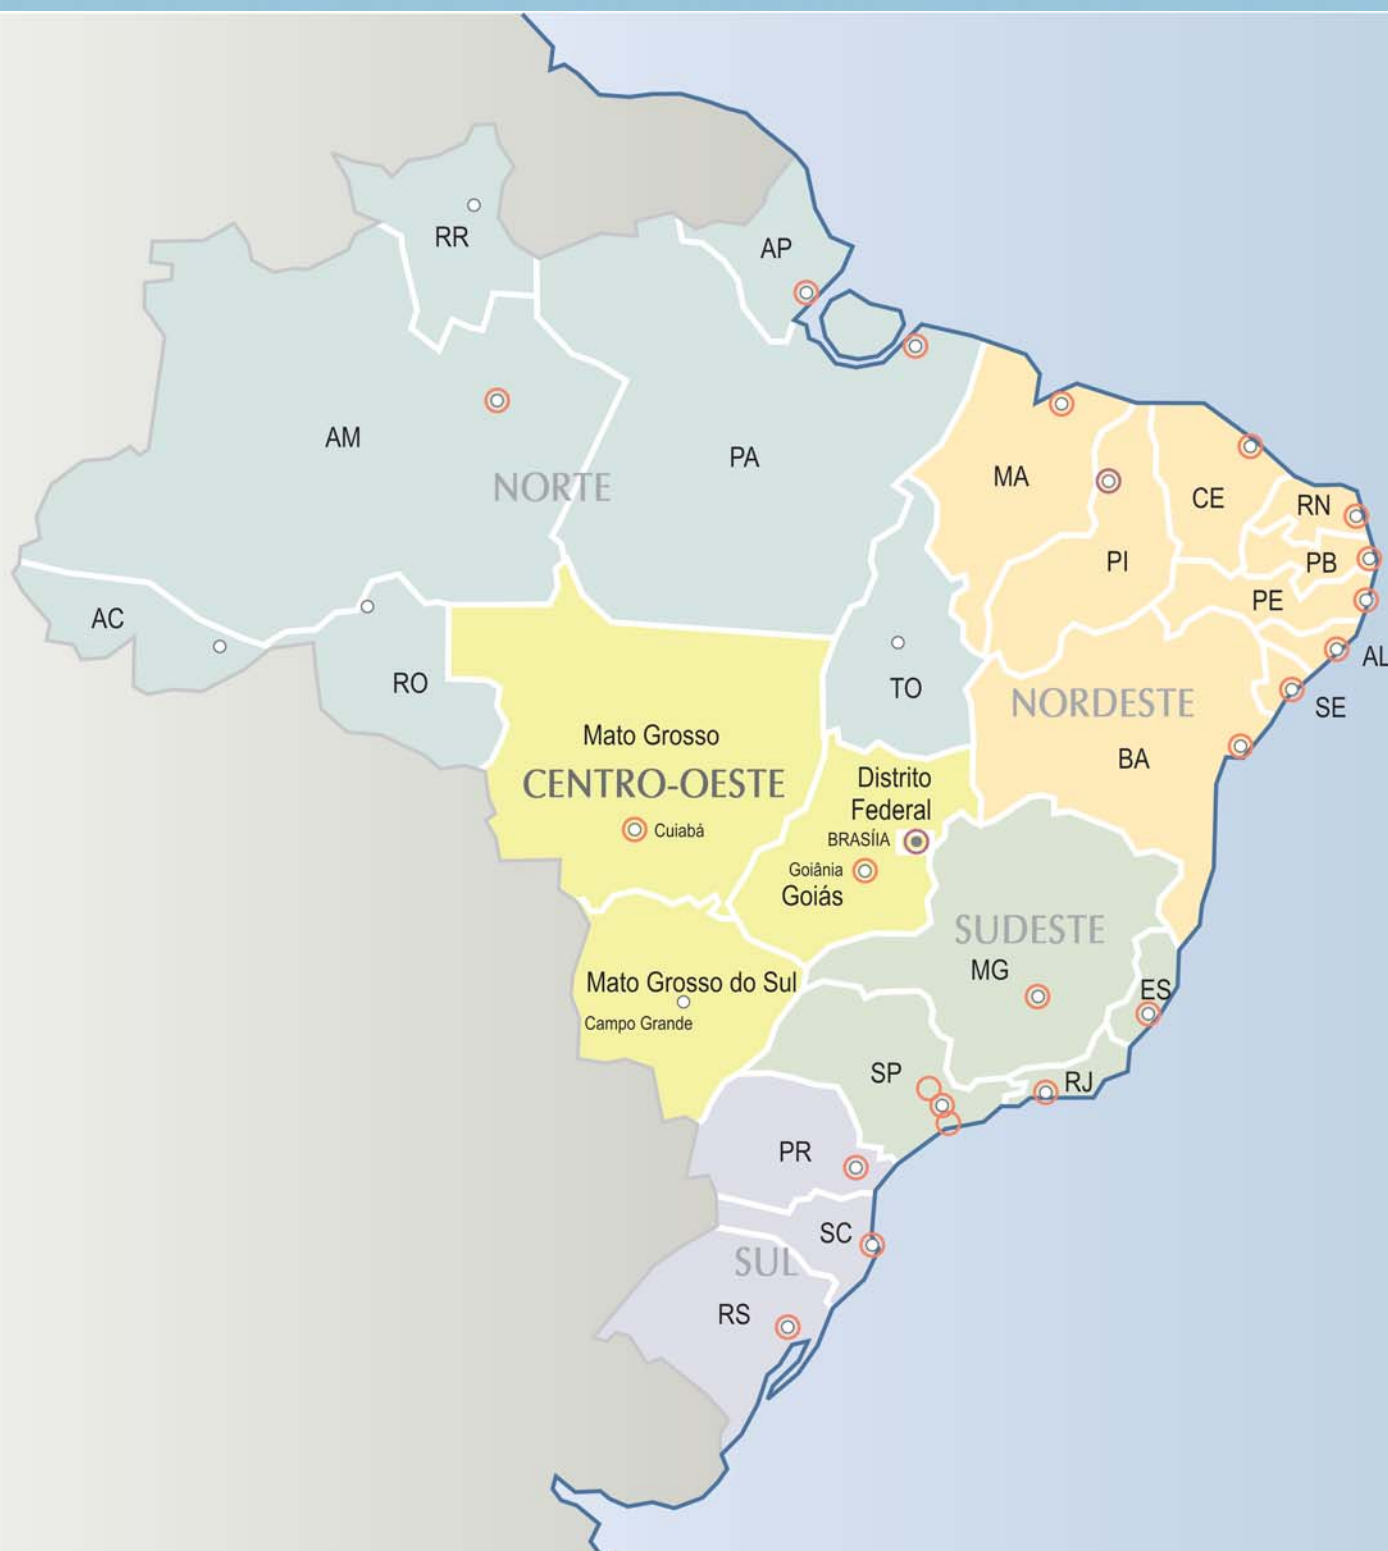 RR
AP
AM
PA
NORTE
MA
CE
RN
PI
PB
PE
AC
AL
RO
TO
NORDESTE
SE
Mato Grosso
BA
CENTRO-OESTE
Distrito
Federal
Cuiabá
BRASÍIA
Goiânia
Goiás
SUDESTE
MG
Mato Grosso do Sul
ES
Campo Grande
SP
RJ
PR
SC
SUL
RS